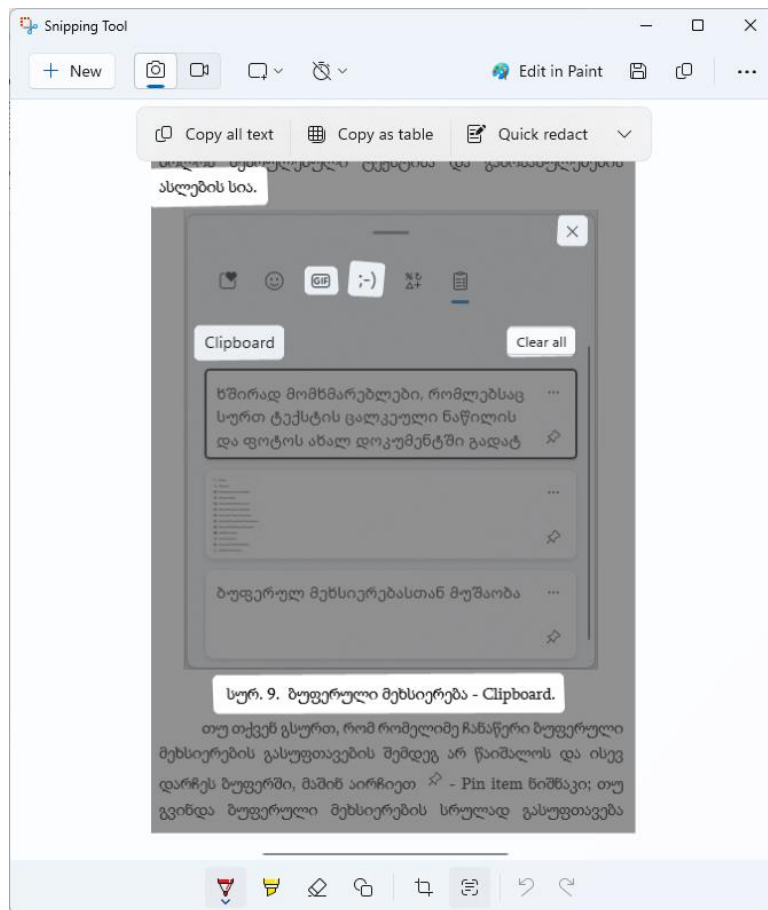 Snipping Tool
New
Edit in Paint
Copy all text
Copy as table
Quick redact
ტექსტისა და
ასლების სია.
GIF
;-)
Clipboard
Clear all
ხშირად მომხმარებლები, რომლებსაც
სურთ ტექსტის ცალკეული ნაწილის
და ფოტოს ახალ დოკუმენტში გადატ
ბუფერულ მეხსიერებასთან მუშაობა
სურ. 9. ბუფერული მეხსიერება - Clipboard.
თუ თქვენ გსურთ, რომ რომელიმე ჩანაწერი ბუფერული
მეხსიერების გასუფთავების შემდეგ არ წაიშალოს და ისევ
დარჩეს ბუფერში, მაშინ აირჩიეთ - Pin item ნიშნაკი; თუ
გვინდა ბუფერული მეხსიერების სრულად გასუფთავება